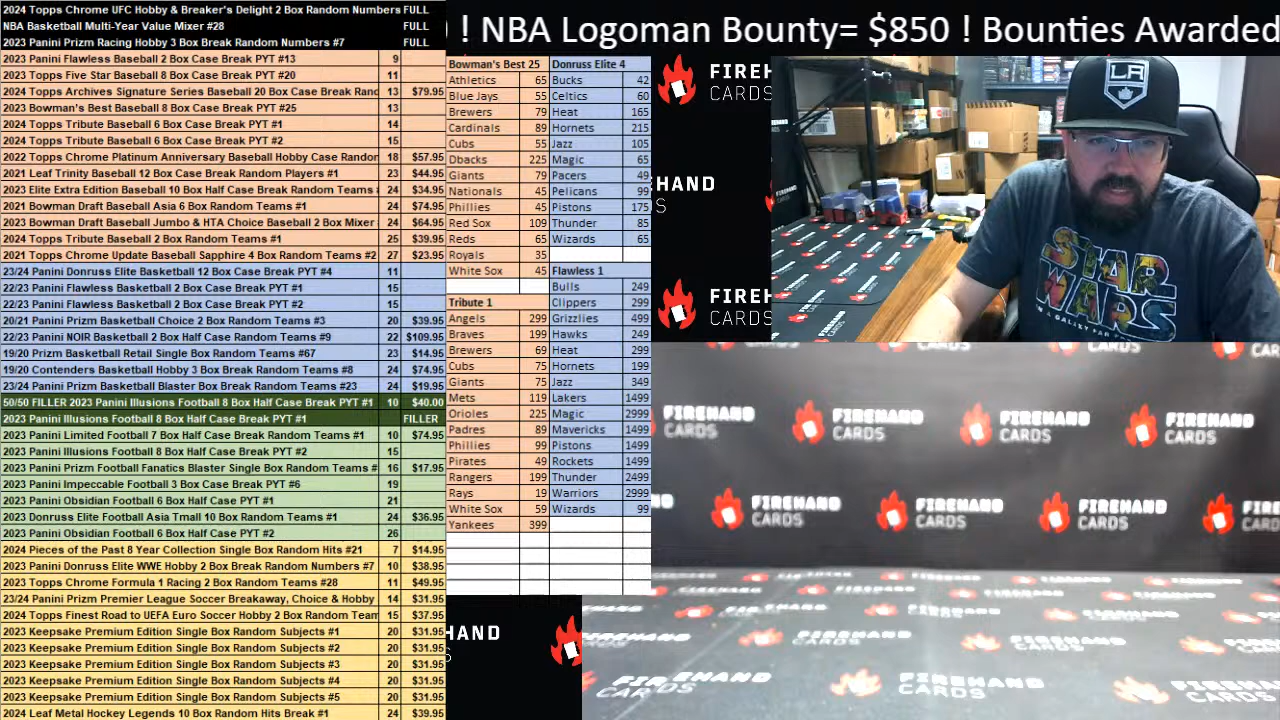 ! NBA Logoman Bounty= $850 ! Bounties Awarded
2024 Topps Chrome UFC Hobby & Breaker's Delight 2 Box Random Numbers FULL
NBA Basketball Multi-Year Value Mixer #28 FULL
2023 Panini Prizm Racing Hobby 3 Box Break Random Numbers #7 FULL
2023 Panini Flawless Baseball 2 Box Case Break PYT #13 9
2023 Topps Five Star Baseball 8 Box Case Break PYT #20 11
2024 Topps Archives Signature Series Baseball 20 Box Case Break Ranc 13 $79.95
2023 Bowman's Best Baseball 8 Box Case Break PYT #25 13
2024 Topps Tribute Baseball 6 Box Case Break PYT #1 14
2024 Topps Tribute Baseball 6 Box Case Break PYT #2 15
2022 Topps Chrome Platinum Anniversary Baseball Hobby Case Randor 18 $57.95
2021 Leaf Trinity Baseball 12 Box Case Break Random Players #1 23 $44.95
2023 Elite Extra Edition Baseball 10 Box Half Case Break Random Teams 24 $34.95
2021 Bowman Draft Baseball Asia 6 Box Random Teams #1 24 $74.95
2023 Bowman Draft Baseball Jumbo & HTA Choice Baseball 2 Box Mixer 24 $64.95
2024 Topps Tribute Baseball 2 Box Random Teams #1 25 $39.95
2021 Topps Chrome Update Baseball Sapphire 4 Box Random Teams #2 27 $23.95
23/24 Panini Donruss Elite Basketball 12 Box Case Break PYT #4 11
22/23 Panini Flawless Basketball 2 Box Case Break PYT #1 15
22/23 Panini Flawless Basketball 2 Box Case Break PYT #2 15
20/21 Panini Prizm Basketball Choice 2 Box Random Teams #3 20 $39.95
22/23 Panini NOIR Basketball 2 Box Half Case Random Teams #9 22 $109.95
19/20 Prizm Basketball Retail Single Box Random Teams #67 23 $14.95
19/20 Contenders Basketball Hobby 3 Box Break Random Teams #8 24 $74.95
23/24 Panini Prizm Basketball Blaster Box Break Random Teams #23 24 $19.95
50/50 FILLER 2023 Panini Illusions Football 8 Box Half Case Break PYT #1 10 $40.00
2023 Panini Illusions Football 8 Box Half Case Break PYT #1 FILLER
2023 Panini Limited Football 7 Box Half Case Break Random Teams #1 10 $74.95
2023 Panini Illusions Football 8 Box Half Case Break PYT #2 15
2023 Panini Prizm Football Fanatics Blaster Single Box Random Teams # 16 $17.95
2023 Panini Impeccable Football 3 Box Case Break PYT #6 19
2023 Panini Obsidian Football 6 Box Half Case PYT #1 21
2023 Donruss Elite Football Asia Tmall 10 Box Random Teams #1 24 $36.95
2023 Panini Obsidian Football 6 Box Half Case PYT #2 26
2024 Pieces of the Past 8 Year Collection Single Box Random Hits #21 7 $14.95
2023 Panini Donruss Elite WWE Hobby 2 Box Break Random Numbers #7 10 $38.95
2023 Topps Chrome Formula 1 Racing 2 Box Random Teams #28 11 $49.95
23/24 Panini Prizm Premier League Soccer Breakaway, Choice & Hobby 14 $31.95
2024 Topps Finest Road to UEFA Euro Soccer Hobby 2 Box Random Team 15 $37.95
2023 Keepsake Premium Edition Single Box Random Subjects #1 20 $31.95
2023 Keepsake Premium Edition Single Box Random Subjects #2 20 $31.95
2023 Keepsake Premium Edition Single Box Random Subjects #3 20 $31.95
2023 Keepsake Premium Edition Single Box Random Subjects #4 20 $31.95
2023 Keepsake Premium Edition Single Box Random Subjects #5 20 $31.95
2024 Leaf Metal Hockey Legends 10 Box Random Hits Break #1 24 $39.95
Bowman's Best 25
Athletics 65
Blue Jays 55
Brewers 79
Cardinals 89
Cubs 55
Dbacks 225
Giants 79
Nationals 45
Phillies 45
Red Sox 109
Reds 65
Royals 35
White Sox 45
Tribute 1
Angels 299
Braves 199
Brewers 69
Cubs 75
Giants 75
Mets 119
Orioles 225
Padres 89
Phillies 99
Pirates 49
Rangers 199
Rays 19
White Sox 59
Yankees 399
Donruss Elite 4
Bucks 42
Celtics 60
Heat 165
Hornets 215
Jazz 105
Magic 65
Pacers 49
Pelicans 99
Pistons 175
Thunder 85
Wizards 65
Flawless 1
Bulls 249
Clippers 299
Grizzlies 499
Hawks 249
Heat 299
Hornets 199
Jazz 349
Lakers 1499
Magic 2999
Mavericks 1499
Pistons 1499
Rockets 1499
Thunder 2499
Warriors 2999
Wizards 99
FIREH
CARDS
HAND
S
FIREH
CARDS
HAND
S
LA
STAR
WARS
FIREHAND
CARDS
FIREHAND
CARDS
FIREHAND
CARDS
FIREHAND
CARDS
FIREHAND
CARDS
FIREHAND
CARDS